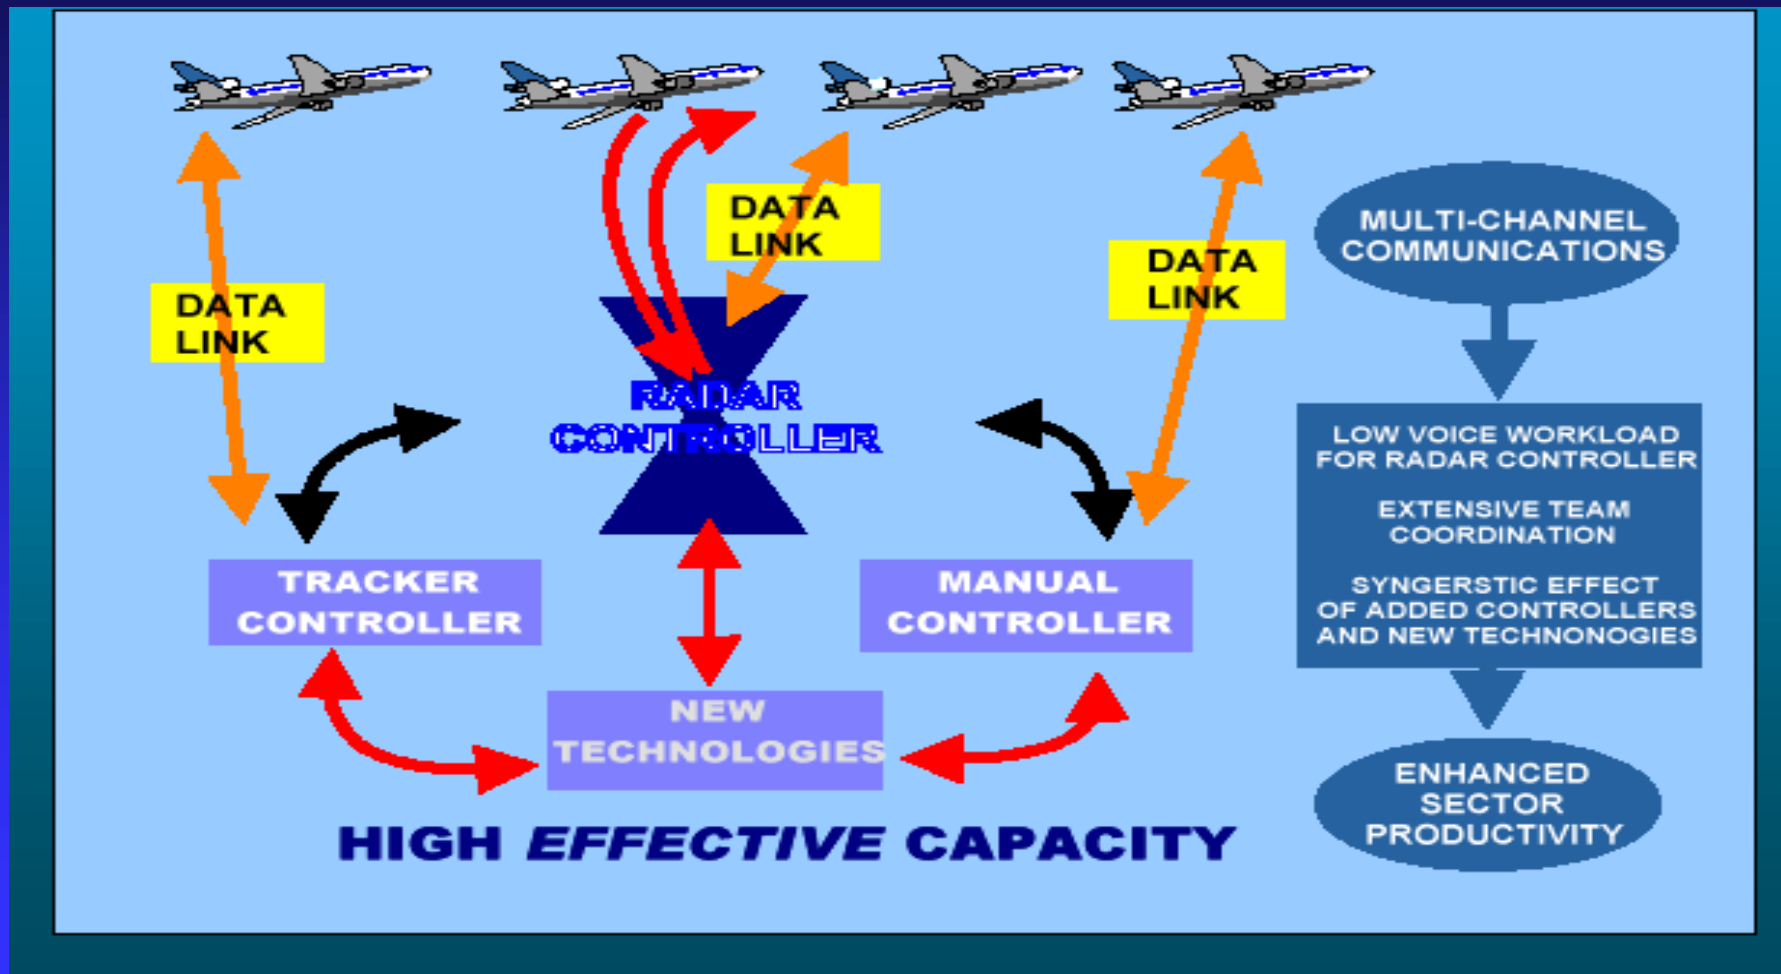 DATA
LINK
DATA
LINK
DATA
LINK
RADAR
CONTROLLER
TRACKER
CONTROLLER
MANUAL
CONTROLLER
NEW
TECHNOLOGIES
HIGH EFFECTIVE CAPACITY
MULTI-CHANNEL
COMMUNICATIONS
LOW VOICE WORKLOAD
FOR RADAR CONTROLLER
EXTENSIVE TEAM
COORDINATION
SYNGERSTIC EFFECT
OF ADDED CONTROLLERS
AND NEW TECHNONOGIES
ENHANCED
SECTOR
PRODUCTIVITY